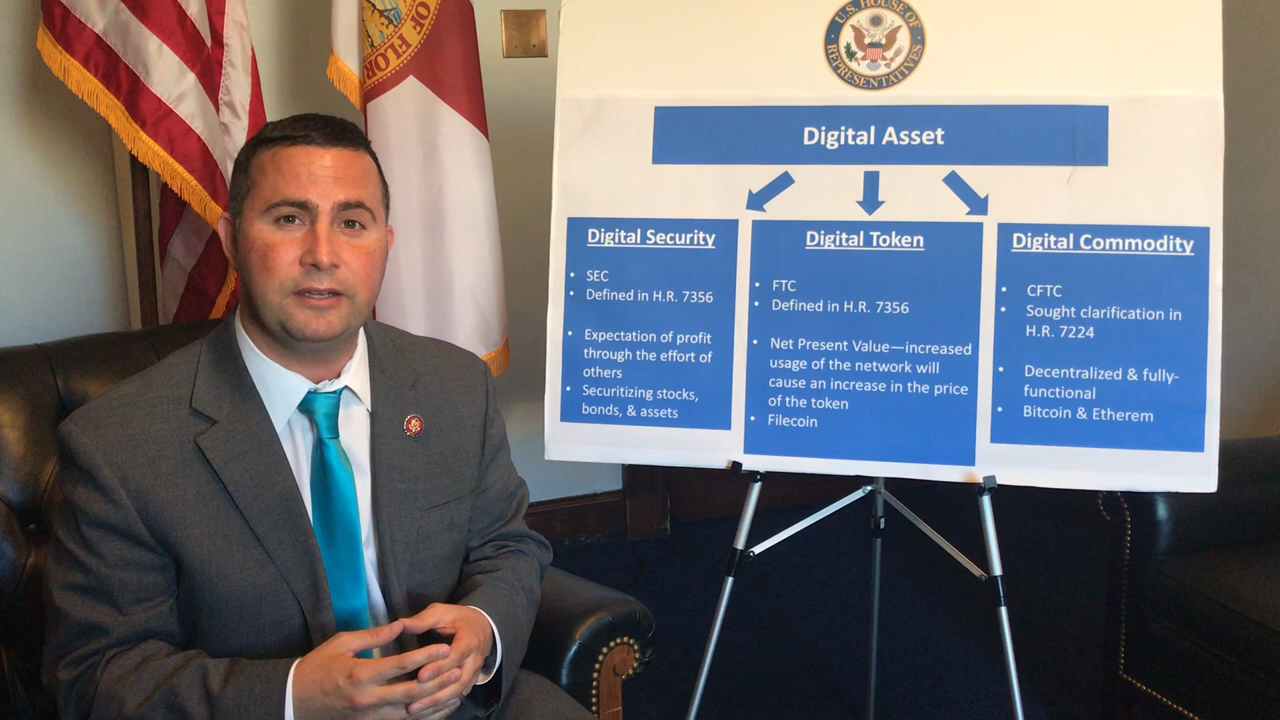 OF FLOR
U.S. HOUSE OF
REPRESENTATIVES
Digital Asset
Digital Security
• SEC
• Defined in H.R. 7356
• Expectation of profit
through the effort of
others
• Securitizing stocks,
bonds, & assets
Digital Token
• FTC
• Defined in H.R. 7356
• Net Present Value—increased
usage of the network will
cause an increase in the price
of the token
• Filecoin
Digital Commodity
• CFTC
• Sought clarification in
H.R. 7224
• Decentralized & fully-
functional
• Bitcoin & Etherem